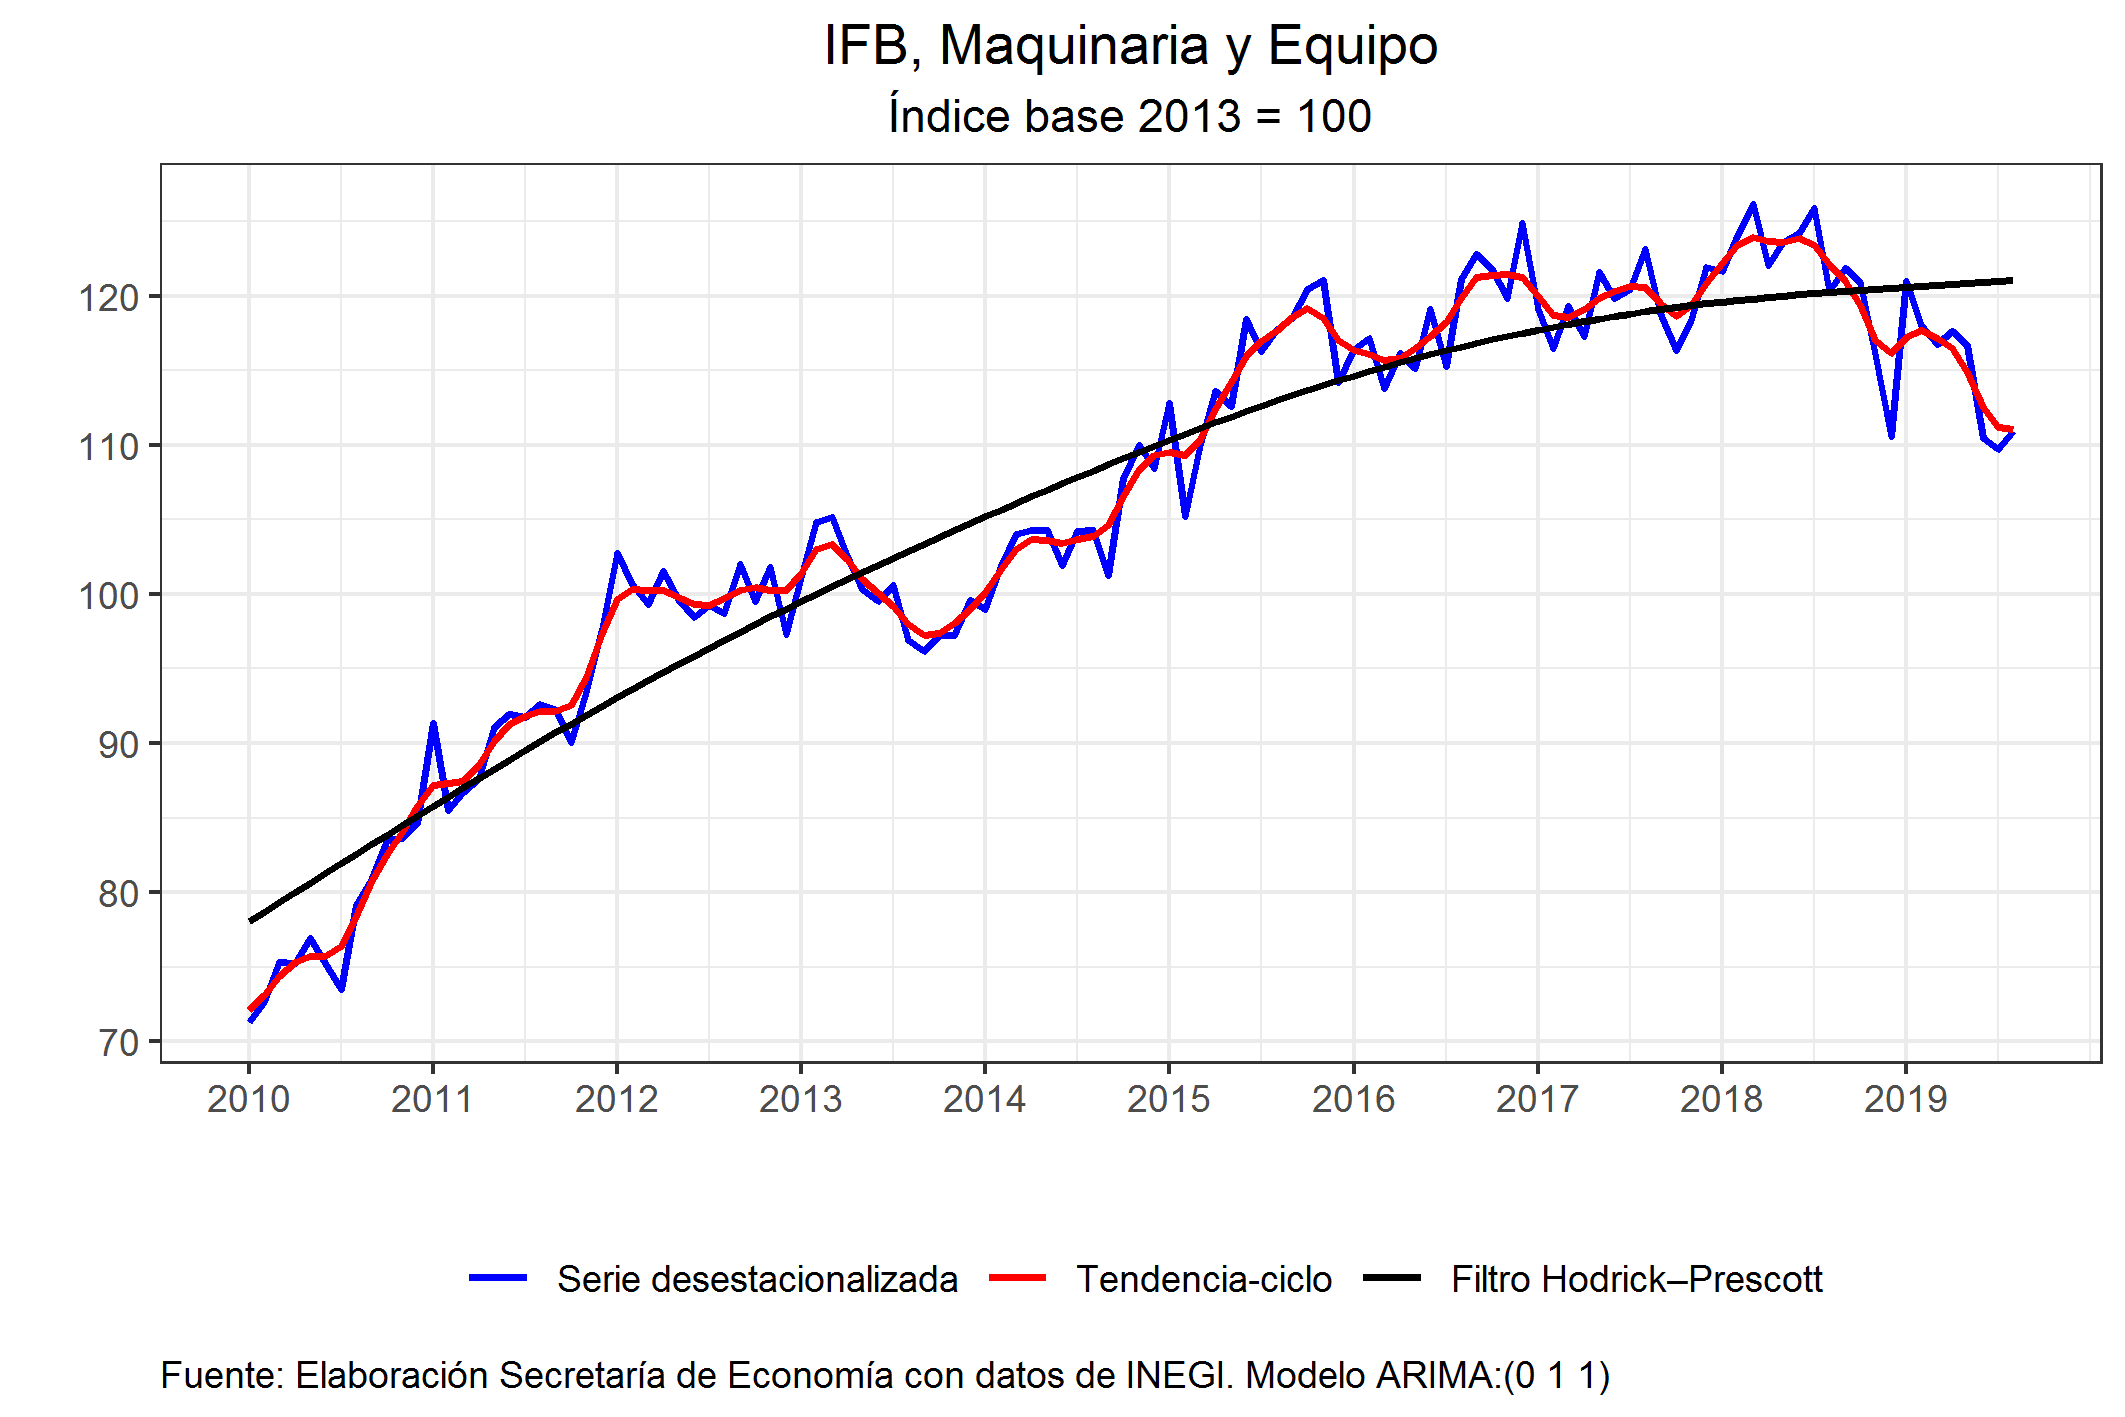 IFB, Maquinaria y Equipo
Índice base 2013 = 100
120
110
100
90
80
70
2010 2011 2012 2013 2014 2015 2016 2017 2018 2019
Serie desestacionalizada Tendencia-ciclo Filtro Hodrick–Prescott
Fuente: Elaboración Secretaría de Economía con datos de INEGI. Modelo ARIMA:(0 1 1)